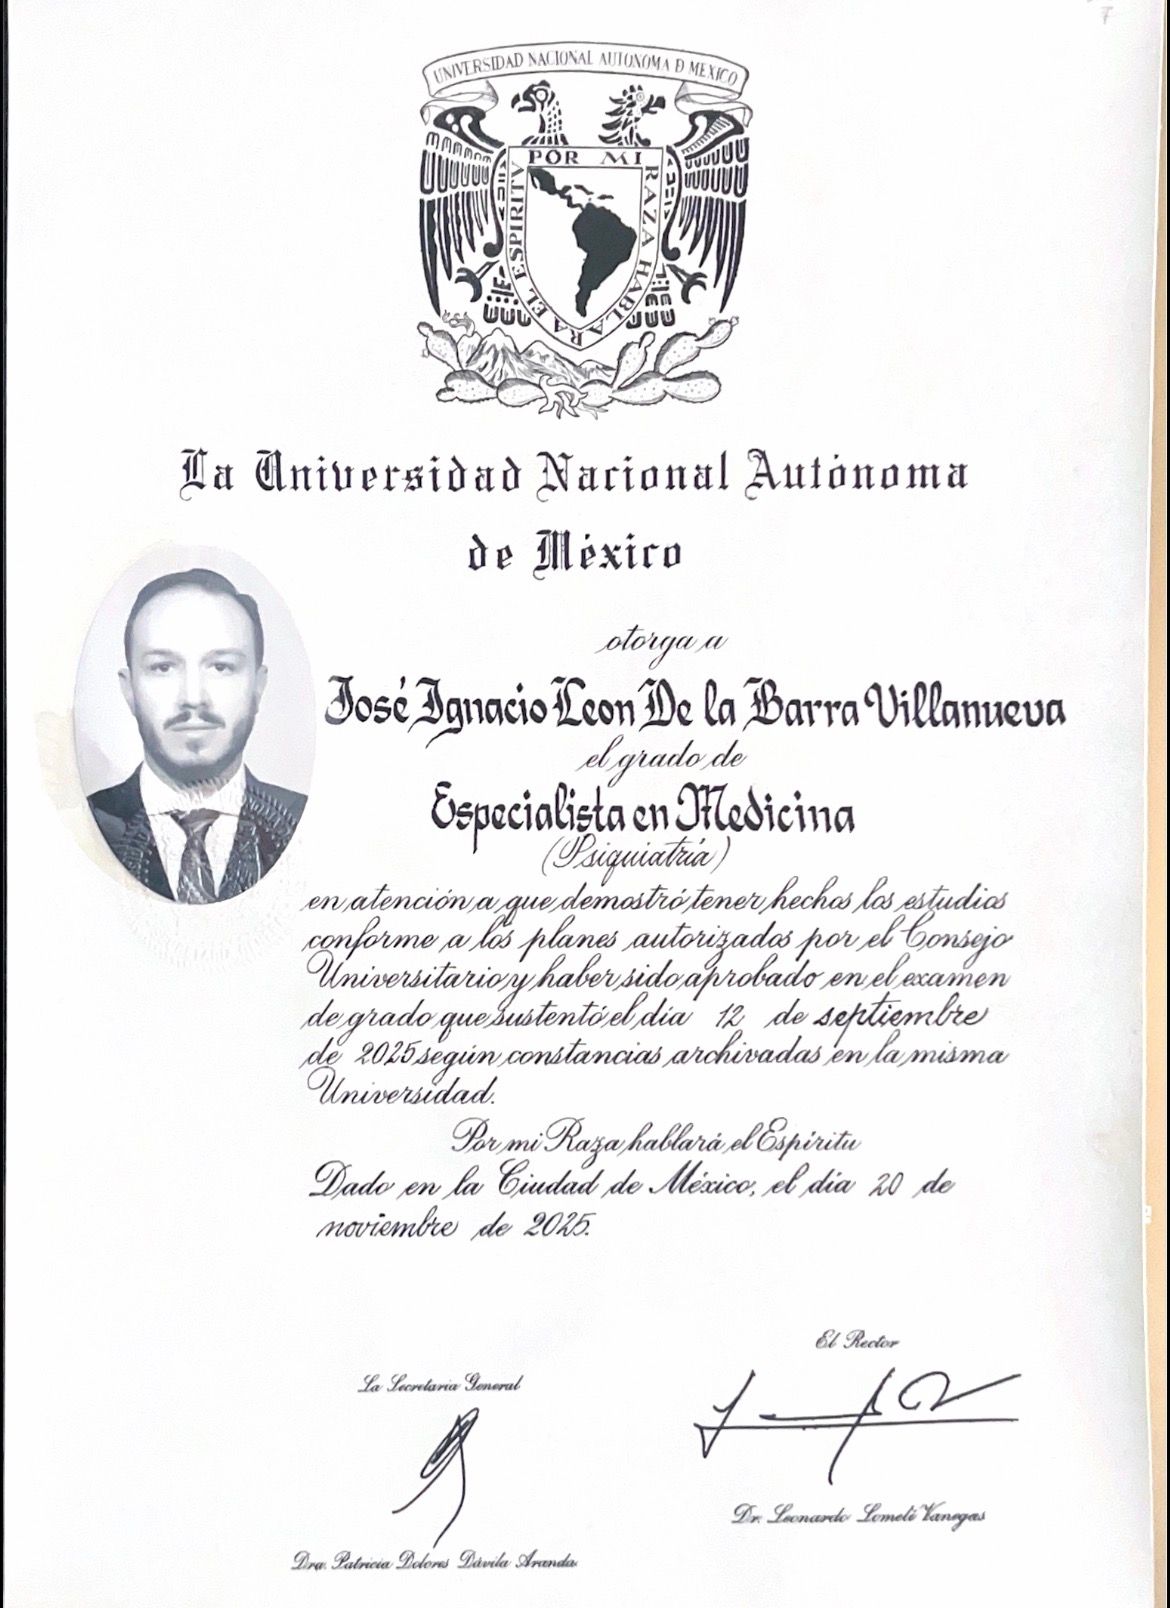 7
UNIVERSIDAD NACIONAL AUTONOMA D MEXICO
POR MI RAZA HABLARA EL ESPIRITV
La Universidad Nacional Autónoma
de México
otorga a
José Ignacio Leon De la Barra Villanueva
el grado de
Especialista en Medicina
(Psiquiatría)
en atención a que demostró tener hechos los estudios
conforme a los planes autorizados por el Consejo
Universitario y haber sido aprobado en el examen
de grado que sustentó el día 12 de septiembre
de 2025 según constancias archivadas en la misma
Universidad.
Por mi Raza hablará el Espíritu
Dado en la Ciudad de México, el día 20 de
noviembre de 2025.
El Rector
La Secretaria General
Dr. Leonardo Lomelí Vanegas
Dra. Patricia Dolores Dávila Aranda